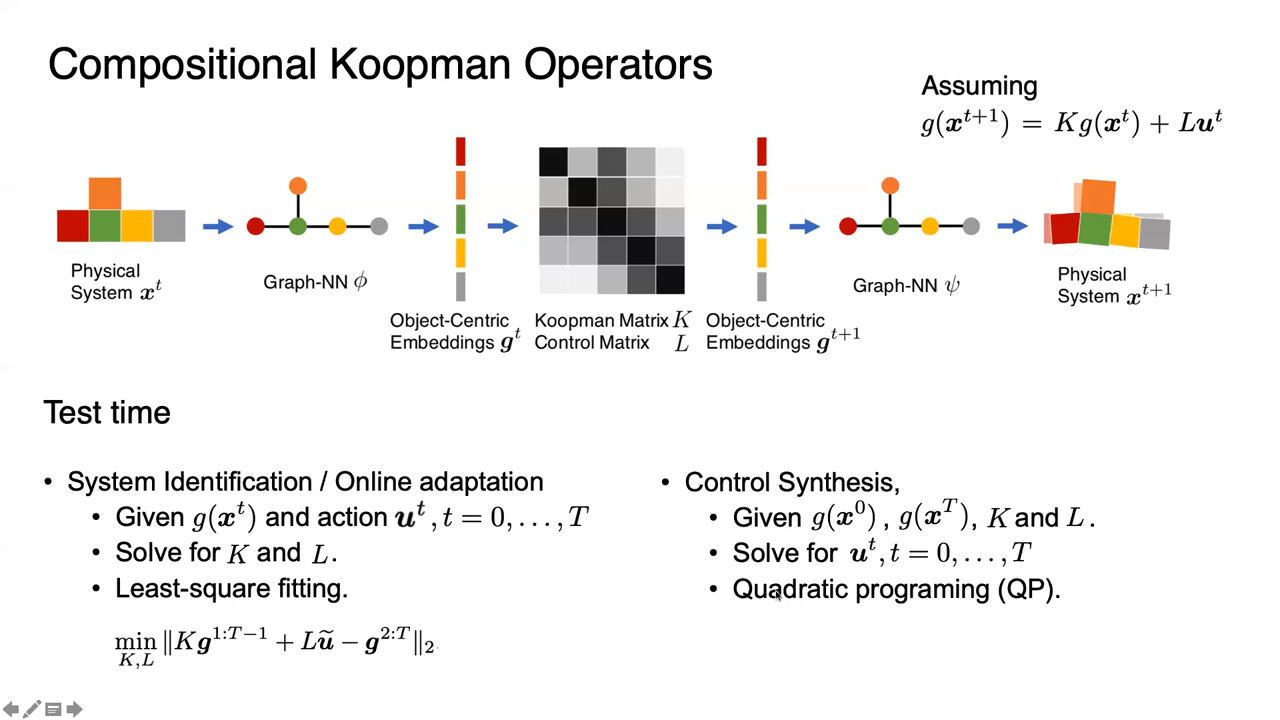 Compositional Koopman Operators
Assuming
g(x^{t+1}) = Kg(x^t) + Lu^t
Physical
System x^t
Graph-NN ϕ
Object-Centric
Embeddings g^t
Koopman Matrix K
Control Matrix L
Object-Centric
Embeddings g^{t+1}
Graph-NN ψ
Physical
System x^{t+1}
Test time
• System Identification / Online adaptation
• Given g(x^t) and action u^t, t = 0, . . . , T
• Solve for K and L.
• Least-square fitting.
min_{K,L} ‖Kg^{1:T−1} + Lũ − g^{2:T}‖_2
• Control Synthesis,
• Given g(x^0), g(x^T), K and L.
• Solve for u^t, t = 0, . . . , T
• Quadratic programing (QP).